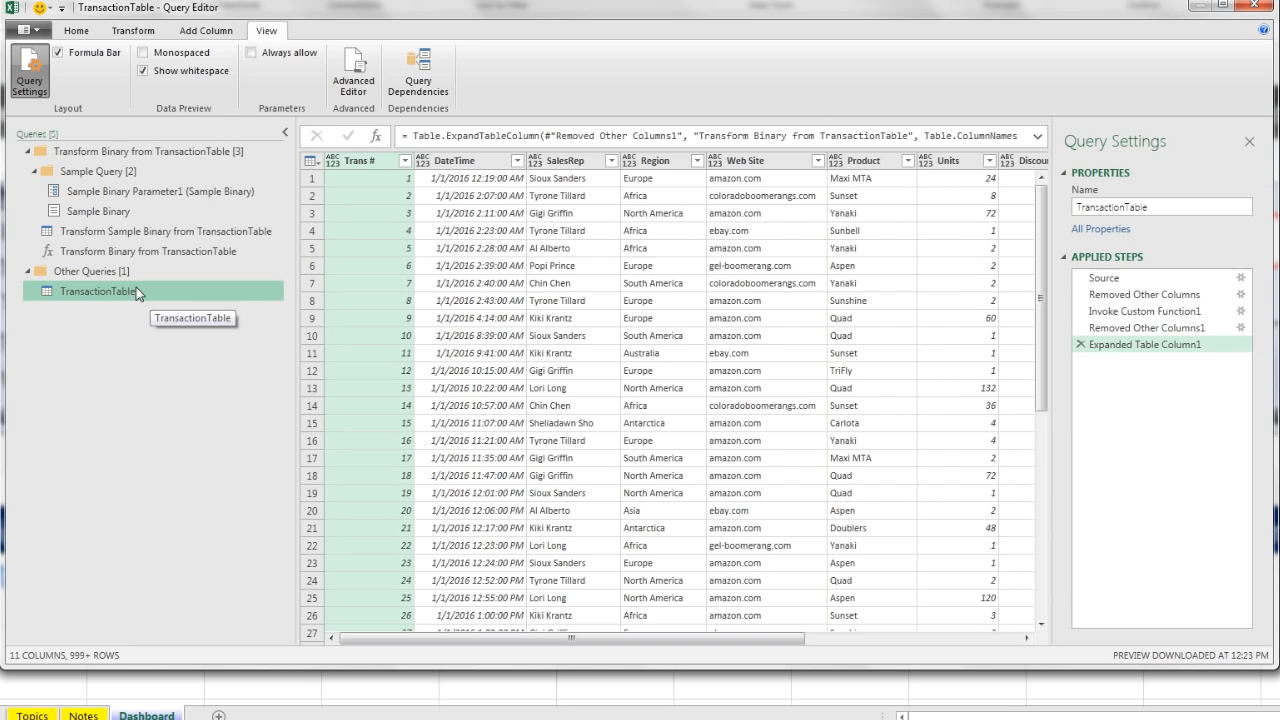 TransactionTable - Query Editor
Home Transform Add Column View
Query Settings
Formula Bar
Layout
Monospaced
Show whitespace
Data Preview
Always allow
Parameters
Advanced Editor
Advanced
Query Dependencies
Dependencies
Queries [5]
Transform Binary from TransactionTable [3]
Sample Query [2]
Sample Binary Parameter1 (Sample Binary)
Sample Binary
Transform Sample Binary from TransactionTable
fx Transform Binary from TransactionTable
Other Queries [1]
TransactionTable
TransactionTable
fx = Table.ExpandTableColumn(#"Removed Other Columns1", "Transform Binary from TransactionTable", Table.ColumnNames
ABC 123 Trans # ABC 123 DateTime ABC 123 SalesRep ABC 123 Region ABC 123 Web Site ABC 123 Product ABC 123 Units ABC 123 Discou
1 1 1/1/2016 12:19:00 AM Sioux Sanders Europe amazon.com Maxi MTA 24
2 2 1/1/2016 2:07:00 AM Tyrone Tillard Africa coloradoboomerangs.com Sunset 8
3 3 1/1/2016 2:11:00 AM Gigi Griffin North America amazon.com Yanaki 72
4 4 1/1/2016 2:23:00 AM Tyrone Tillard Africa ebay.com Sunbell 2
5 5 1/1/2016 2:28:00 AM Al Alberto Africa amazon.com Yanaki 2
6 6 1/1/2016 2:39:00 AM Popi Prince Europe gel-boomerang.com Aspen 2
7 7 1/1/2016 2:40:00 AM Chin Chen South America amazon.com Yanaki 2
8 8 1/1/2016 2:43:00 AM Tyrone Tillard Europe amazon.com Sunshine 2
9 9 1/1/2016 4:14:00 AM Kiki Krantz Europe amazon.com Quad 60
10 10 1/1/2016 8:39:00 AM Sioux Sanders South America amazon.com Quad 1
11 11 1/1/2016 9:41:00 AM Kiki Krantz Australia ebay.com Sunset 1
12 12 1/1/2016 10:15:00 AM Gigi Griffin Europe amazon.com TriFly 1
13 13 1/1/2016 10:22:00 AM Lori Long North America amazon.com Quad 132
14 14 1/1/2016 10:57:00 AM Chin Chen Africa coloradoboomerangs.com Sunset 36
15 15 1/1/2016 11:07:00 AM Sheliadawn Sho Antarctica amazon.com Carlota 4
16 16 1/1/2016 11:21:00 AM Tyrone Tillard Europe amazon.com Yanaki 4
17 17 1/1/2016 11:35:00 AM Gigi Griffin South America amazon.com Maxi MTA 2
18 18 1/1/2016 11:47:00 AM Gigi Griffin North America amazon.com Quad 72
19 19 1/1/2016 12:01:00 PM Sioux Sanders North America amazon.com Quad 1
20 20 1/1/2016 12:06:00 PM Al Alberto Asia ebay.com Aspen 2
21 21 1/1/2016 12:17:00 PM Kiki Krantz Antarctica amazon.com Doublers 48
22 22 1/1/2016 12:23:00 PM Lori Long Africa gel-boomerang.com Yanaki 1
23 23 1/1/2016 12:24:00 PM Sioux Sanders Europe amazon.com Aspen 1
24 24 1/1/2016 12:52:00 PM Tyrone Tillard North America amazon.com Quad 2
25 25 1/1/2016 12:55:00 PM Lori Long North America amazon.com Aspen 120
26 26 1/1/2016 1:00:00 PM Kiki Krantz Africa amazon.com Sunset 3
27
Query Settings
PROPERTIES
Name
TransactionTable
All Properties
APPLIED STEPS
Source
Removed Other Columns
Invoke Custom Function1
Removed Other Columns1
Expanded Table Column1
11 COLUMNS, 999+ ROWS
PREVIEW DOWNLOADED AT 12:23 PM
Topics Notes Dashboard